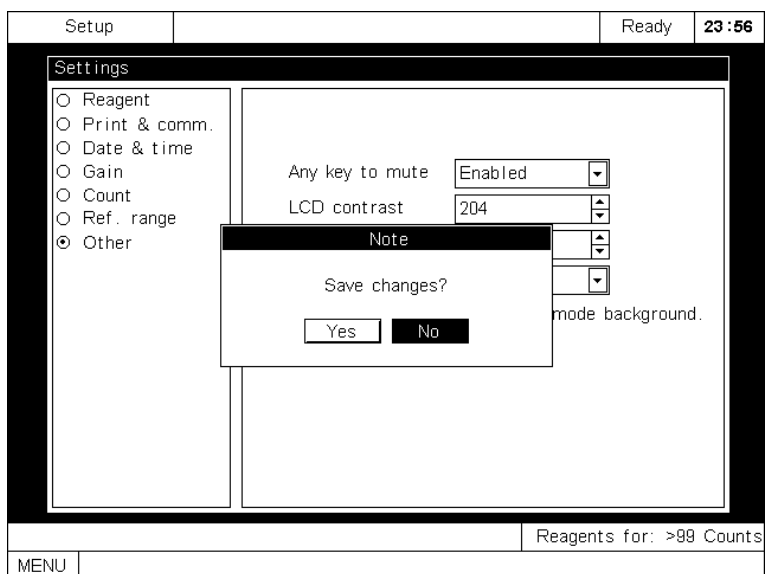 Setup Ready 23:56
Settings
Reagent
Print & comm.
Date & time
Gain
Count
Ref. range
Other
Any key to mute Enabled
LCD contrast 204
Note
Save changes?
Yes No
mode background.
Reagents for: >99 Counts
MENU